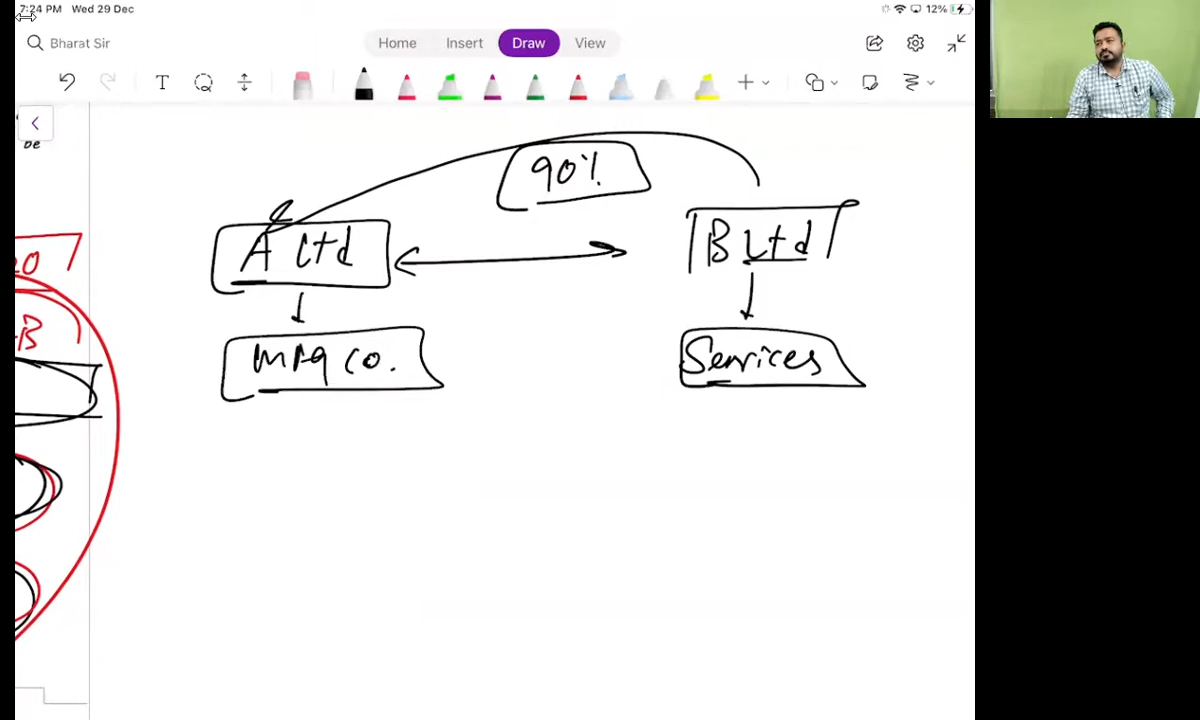 7:24 PM Wed 29 Dec
12%
Bharat Sir
Home Insert Draw View
T
be
90%
A Ltd
B Ltd
Mfg co.
Services